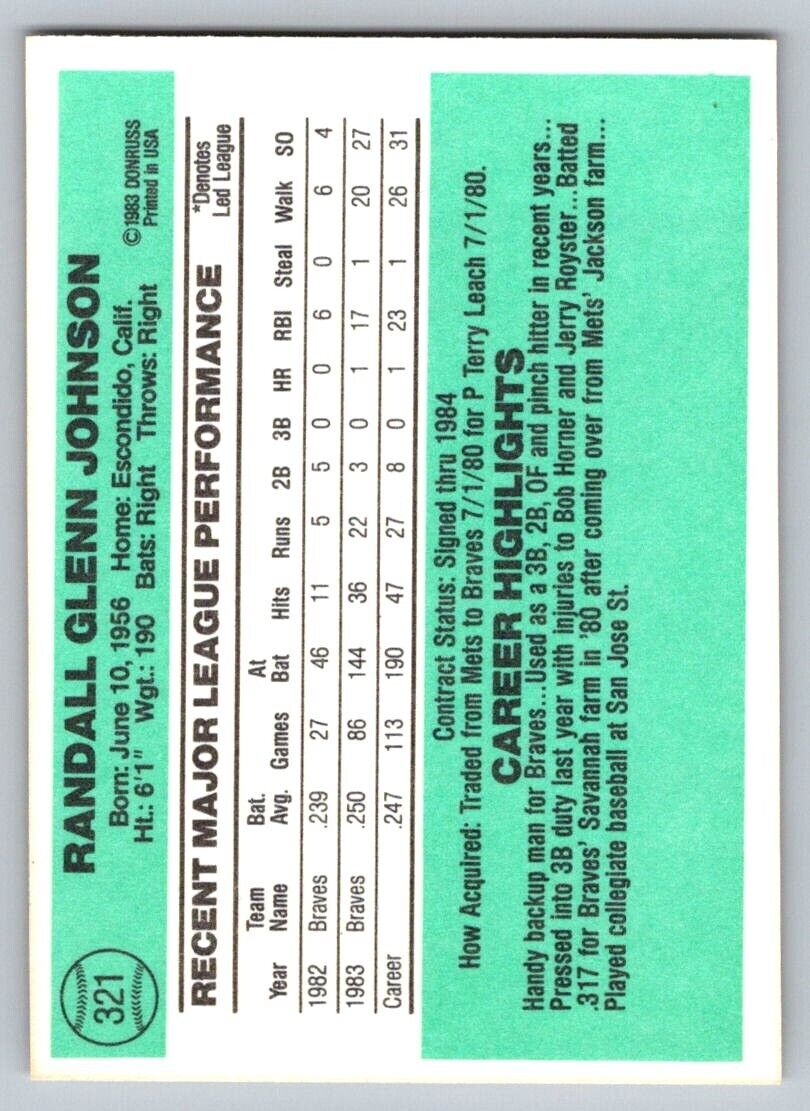 321
RANDALL GLENN JOHNSON
Born: June 10, 1956 Home: Escondido, Calif.
Ht.: 6'1" Wgt.: 190 Bats: Right Throws: Right
©1983 DONRUSS
Printed in USA
RECENT MAJOR LEAGUE PERFORMANCE
*Denotes
Led League
Year Team Name Bat. Avg. Games At Bat Hits Runs 2B 3B HR RBI Steal Walk SO
1982 Braves .239 27 46 11 5 5 0 0 6 0 6 4
1983 Braves .250 86 144 36 22 3 0 1 17 1 20 27
Career .247 113 190 47 27 8 0 1 23 1 26 31
Contract Status: Signed thru 1984
How Acquired: Traded from Mets to Braves 7/1/80 for P Terry Leach 7/1/80.
CAREER HIGHLIGHTS
Handy backup man for Braves...Used as a 3B, 2B, OF and pinch hitter in recent years...
Pressed into 3B duty last year with injuries to Bob Horner and Jerry Royster...Batted
.317 for Braves' Savannah farm in '80 after coming over from Mets' Jackson farm...
Played collegiate baseball at San Jose St.